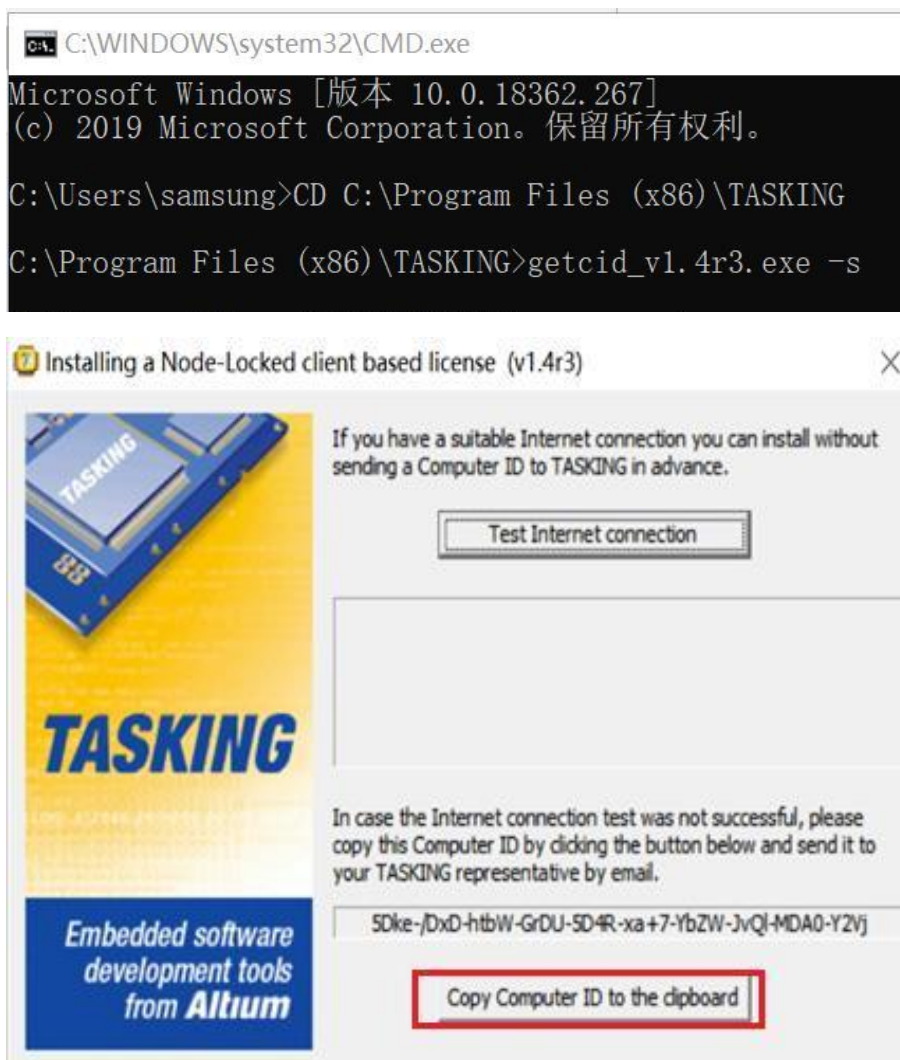 C:\WINDOWS\system32\CMD.exe
Microsoft Windows [版本 10.0.18362.267]
(c) 2019 Microsoft Corporation。保留所有权利。
C:\Users\samsung>CD C:\Program Files (x86)\TASKING
C:\Program Files (x86)\TASKING>getcid_v1.4r3.exe -s
Installing a Node-Locked client based license (v1.4r3)
TASKING
If you have a suitable Internet connection you can install without
sending a Computer ID to TASKING in advance.
Test Internet connection
88
TASKING
In case the Internet connection test was not successful, please
copy this Computer ID by clicking the button below and send it to
your TASKING representative by email.
5Dke-/DxD-htbW-GrDU-5D4R-xa+7-YbZW-JvQl-MDA0-Y2Vj
Embedded software
development tools
from Altium
Copy Computer ID to the clipboard